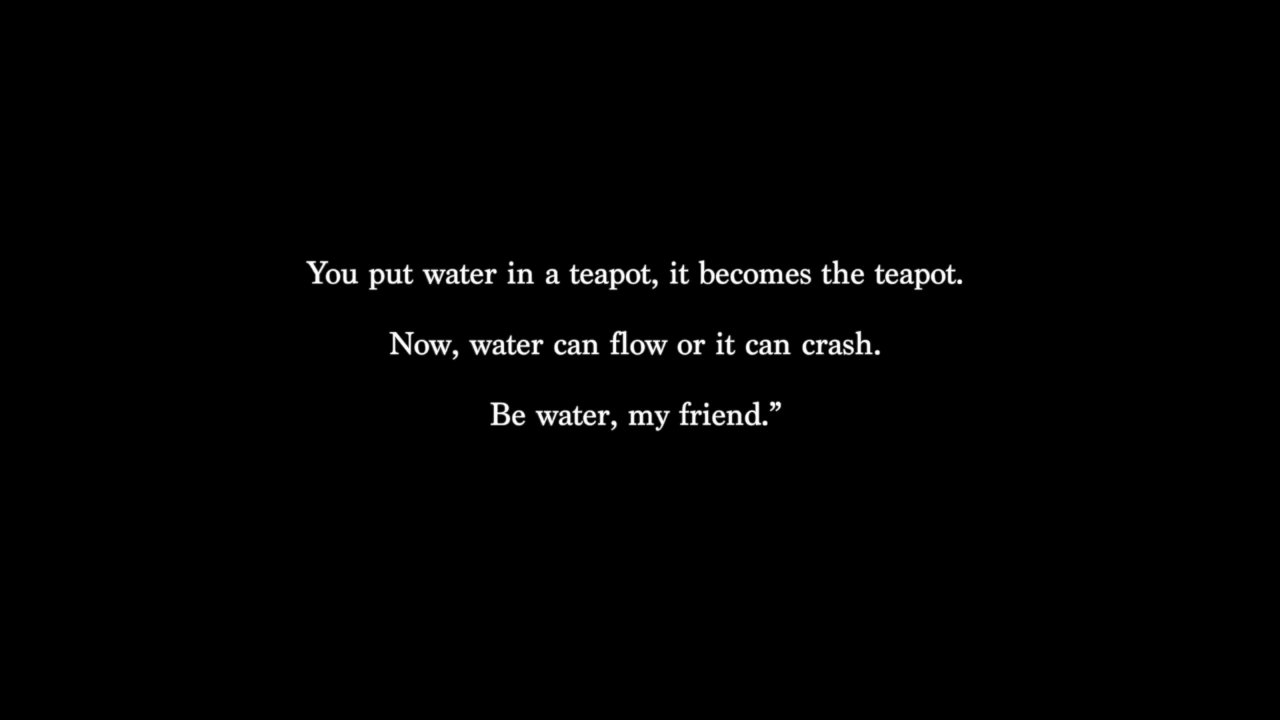 You put water in a teapot, it becomes the teapot.
Now, water can flow or it can crash.
Be water, my friend.”